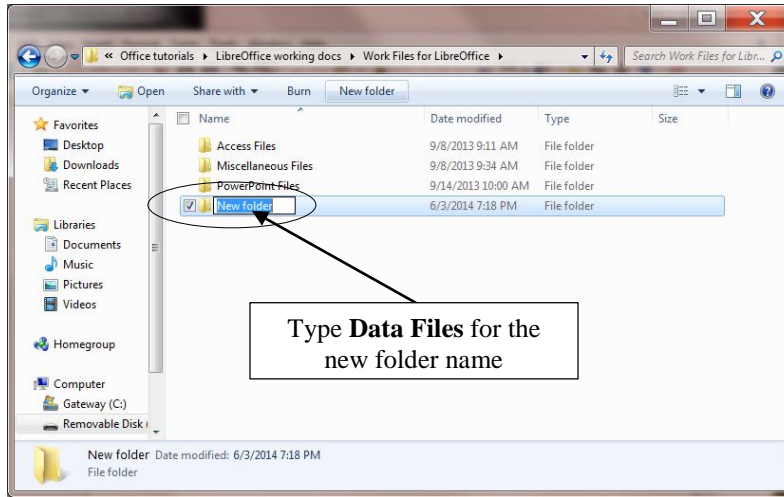 « Office tutorials ▸ LibreOffice working docs ▸ Work Files for LibreOffice ▸
Search Work Files for Libr...
Organize ▾ Open Share with ▾ Burn New folder
Name Date modified Type Size
Favorites
Desktop
Downloads
Recent Places
Libraries
Documents
Music
Pictures
Videos
Homegroup
Computer
Gateway (C:)
Removable Disk (
Access Files 9/8/2013 9:11 AM File folder
Miscellaneous Files 9/8/2013 9:34 AM File folder
PowerPoint Files 9/14/2013 10:00 AM File folder
New folder 6/3/2014 7:18 PM File folder
Type Data Files for the
new folder name
New folder Date modified: 6/3/2014 7:18 PM
File folder